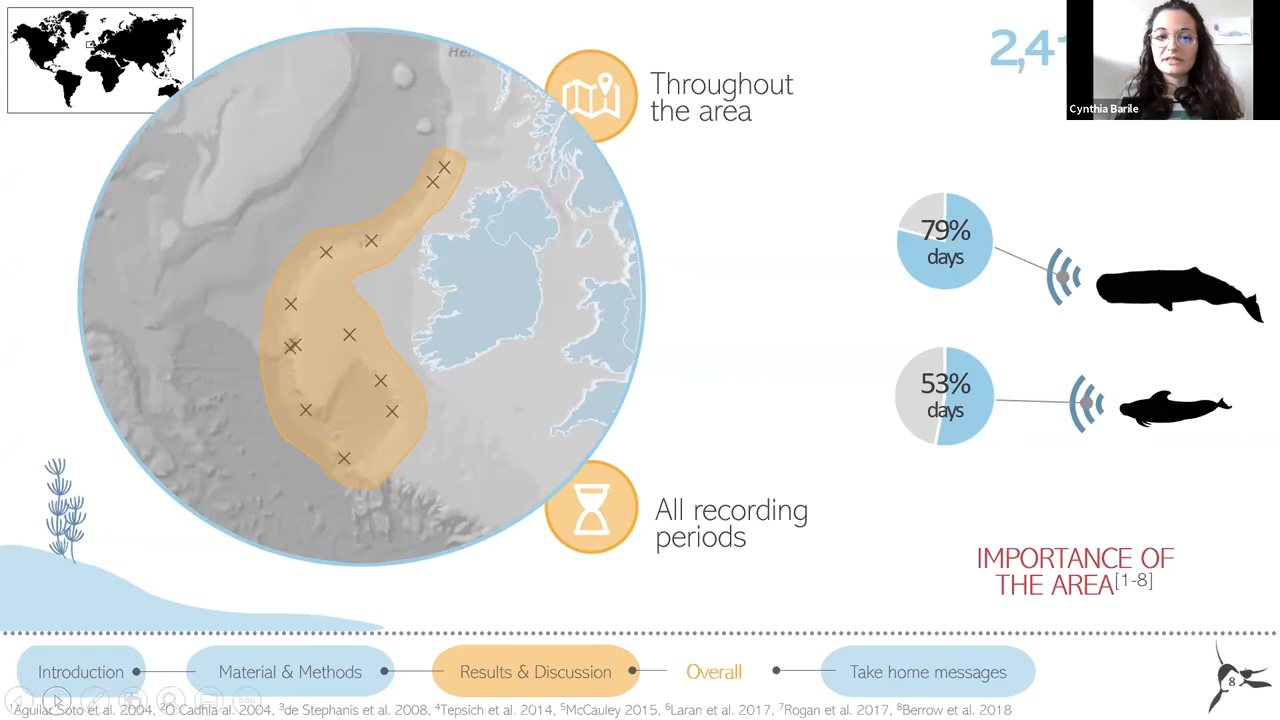 Throughout
the area
2,4
Cynthia Barile
79%
days
53%
days
All recording
periods
IMPORTANCE OF
THE AREA[1-8]
Introduction
Material & Methods
Results & Discussion
Overall
Take home messages
8
1Aguilar Soto et al. 2004, 2O Cadhla al. 2004, 3de Stephanis et al. 2008, 4Tepsich et al. 2014, 5McCauley 2015, 6Laran et al. 2017, 7Rogan et al. 2017, 8Berrow et al. 2018